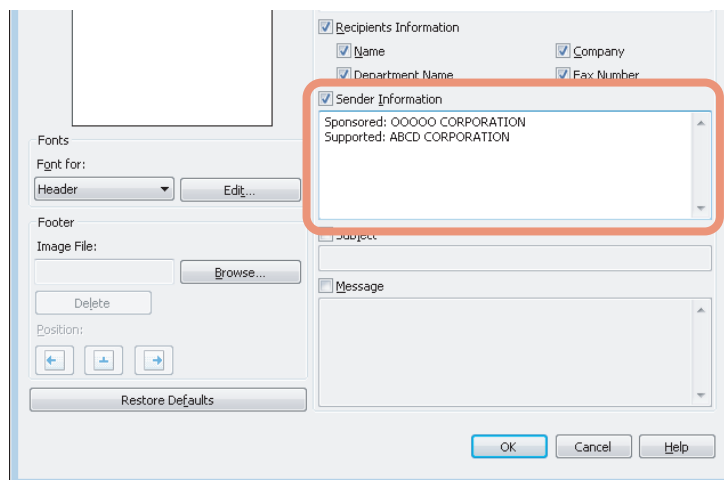 Recipients Information
Name
Company
Department Name
Fax Number
Sender Information
Sponsored: OOOOO CORPORATION
Supported: ABCD CORPORATION
Fonts
Font for:
Header
Edit...
Footer
Image File:
Browse...
Delete
Position:
Restore Defaults
Subject
Message
OK
Cancel
Help